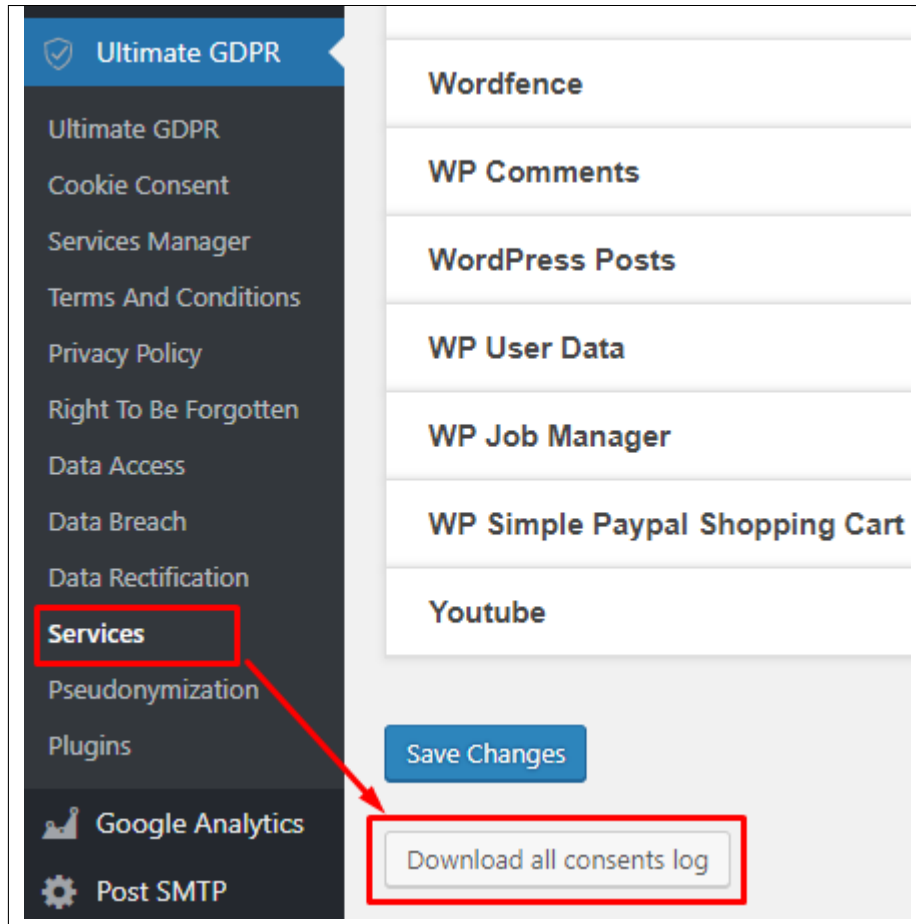 Ultimate GDPR
Ultimate GDPR
Cookie Consent
Services Manager
Terms And Conditions
Privacy Policy
Right To Be Forgotten
Data Access
Data Breach
Data Rectification
Services
Pseudonymization
Plugins
Google Analytics
Post SMTP
Wordfence
WP Comments
WordPress Posts
WP User Data
WP Job Manager
WP Simple Paypal Shopping Cart
Youtube
Save Changes
Download all consents log